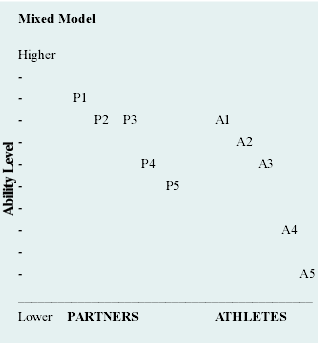 Mixed Model
Higher
-
- P1
- P2 P3 A1
- A2
- P4 A3
- P5
-
- A4
-
- A5
Ability Level
Lower PARTNERS ATHLETES